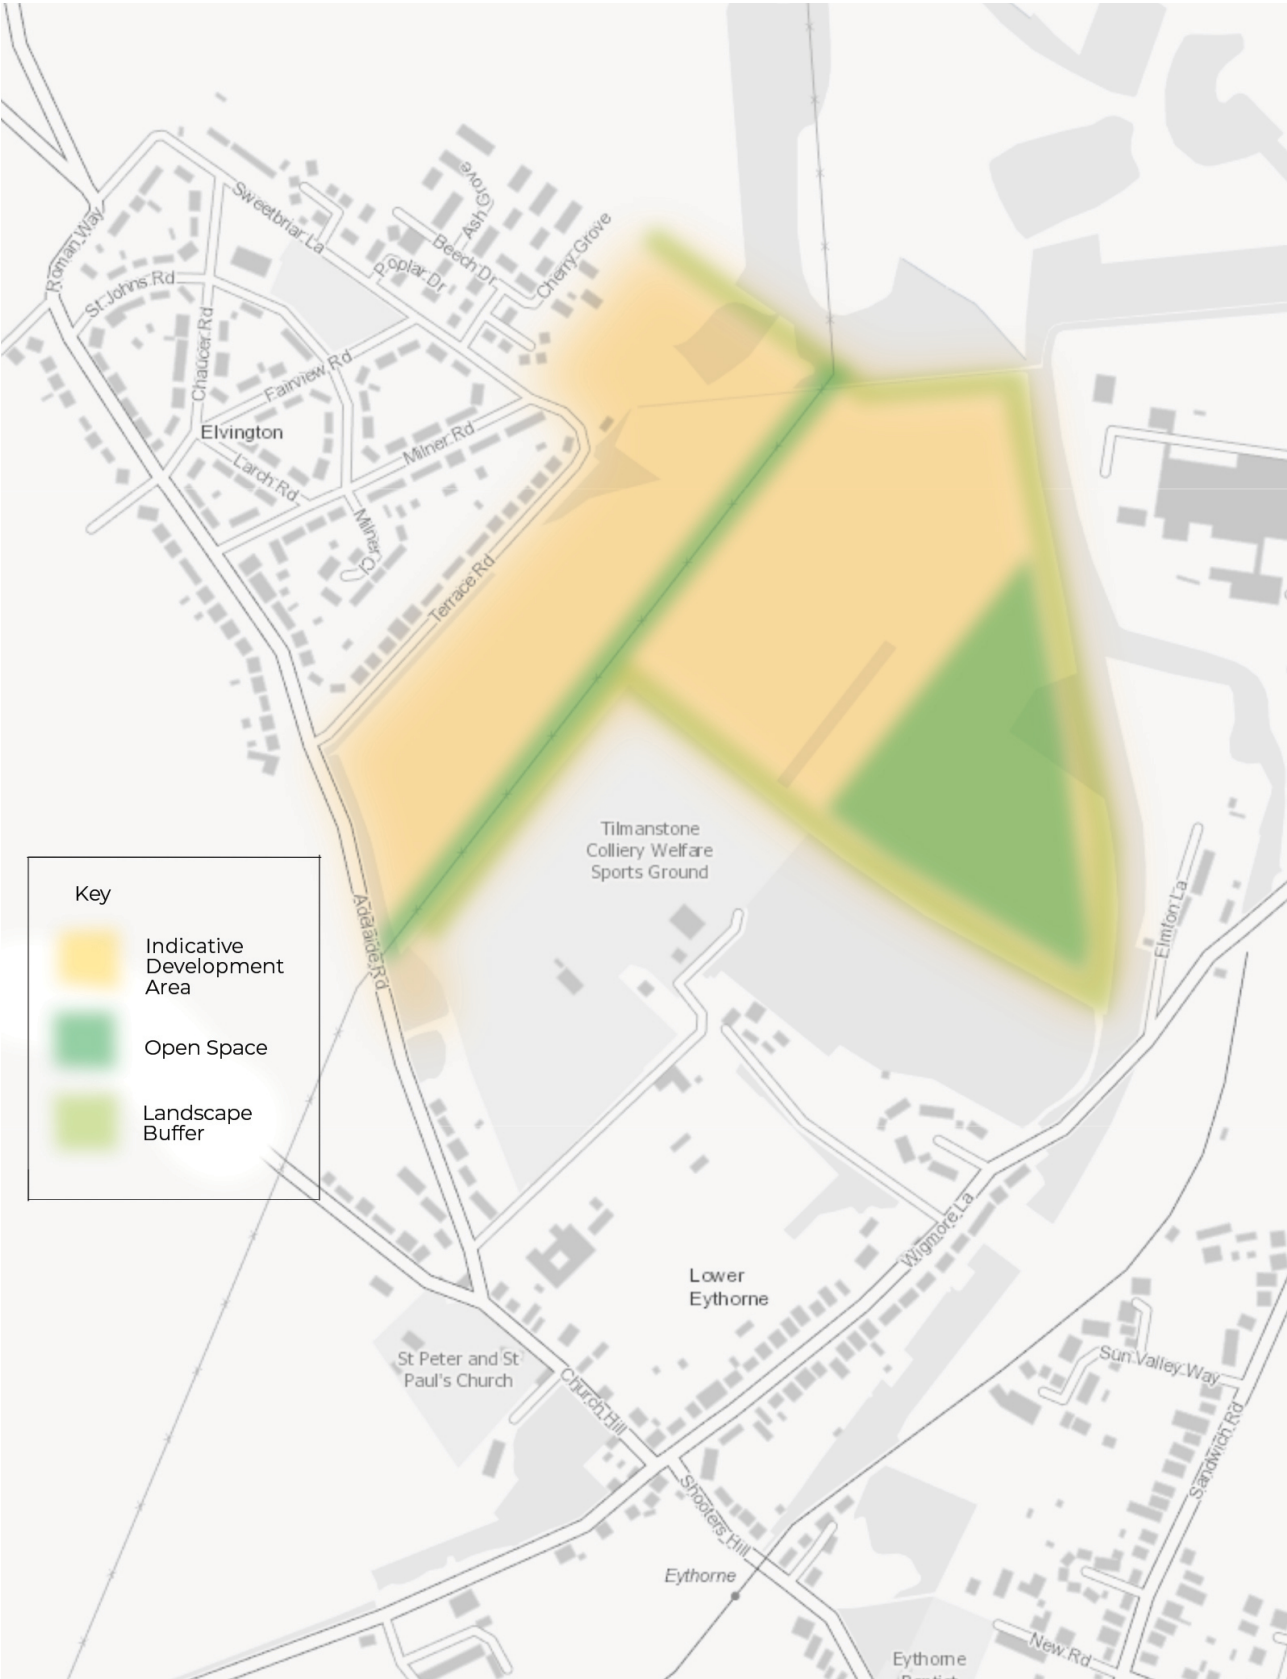 Ash Grove
Sweetbriar La
Roman Way
Beech Dr
Cherry Grove
Poplar Dr
St Johns Rd
Chaucer Rd
Fairview Rd
Elvington
Milner Rd
Larch Rd
Milner
Terrace Rd
Tilmanstone
Colliery Welfare
Sports Ground
Key
Indicative
Development
Area
Open Space
Landscape
Buffer
Adelaide Rd
Elmton La
Wigmore La
Lower
Eythorne
St Peter and St
Paul's Church
Church Hill
Sun Valley Way
Sandwich Rd
Shooters Hill
Eythorne
New Rd
Eythorne